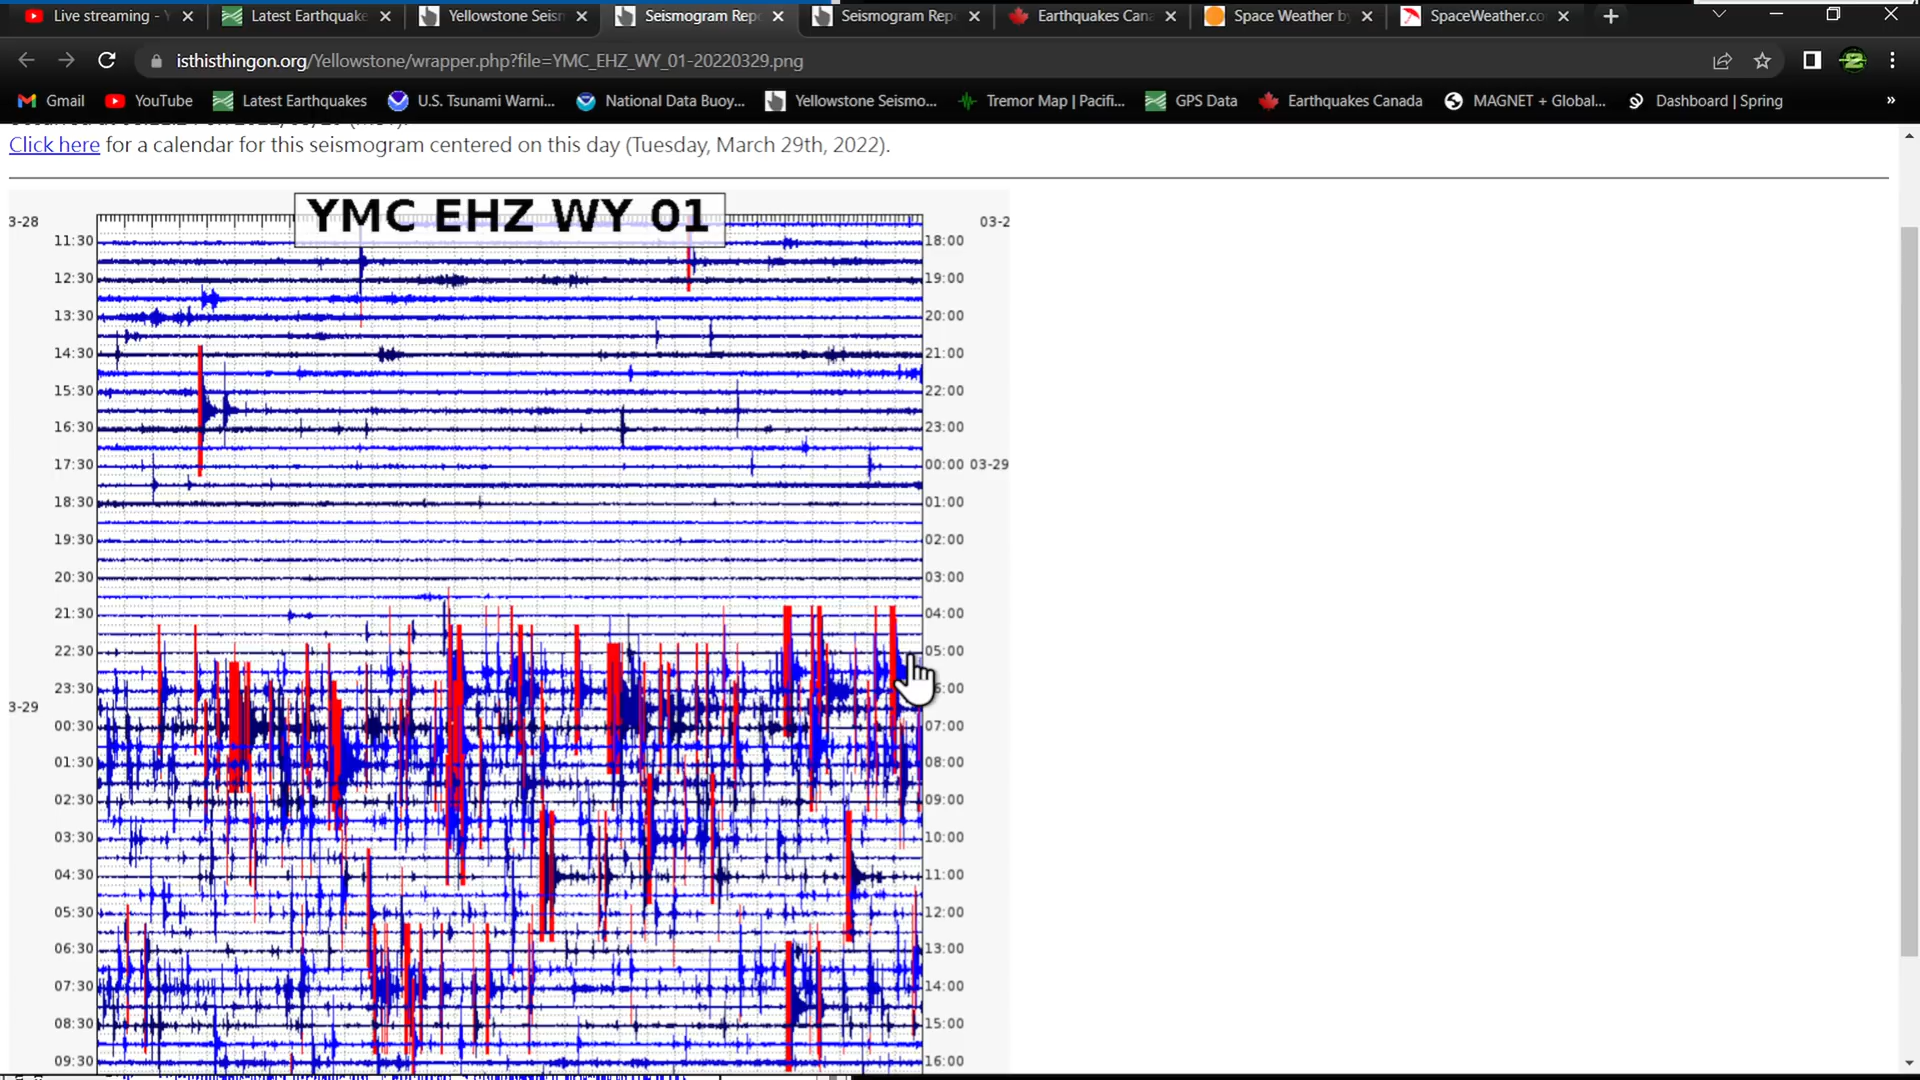 Live streaming - Y
Latest Earthquake
Yellowstone Seism
Seismogram Repo
Seismogram Repo
Earthquakes Cana
Space Weather by
SpaceWeather.co
isthisthingon.org/Yellowstone/wrapper.php?file=YMC_EHZ_WY_01-20220329.png
Gmail
YouTube
Latest Earthquakes
U.S. Tsunami Warni...
National Data Buoy...
Yellowstone Seismo...
Tremor Map | Pacifi...
GPS Data
Earthquakes Canada
MAGNET + Global...
Dashboard | Spring
»
Click here for a calendar for this seismogram centered on this day (Tuesday, March 29th, 2022).
YMC EHZ WY 01
3-28 03-2
11:30 18:00
12:30 19:00
13:30 20:00
14:30 21:00
15:30 22:00
16:30 23:00
17:30 00:00 03-29
18:30 01:00
19:30 02:00
20:30 03:00
21:30 04:00
22:30 05:00
23:30 6:00
3-29
00:30 07:00
01:30 08:00
02:30 09:00
03:30 10:00
04:30 11:00
05:30 12:00
06:30 13:00
07:30 14:00
08:30 15:00
09:30 16:00